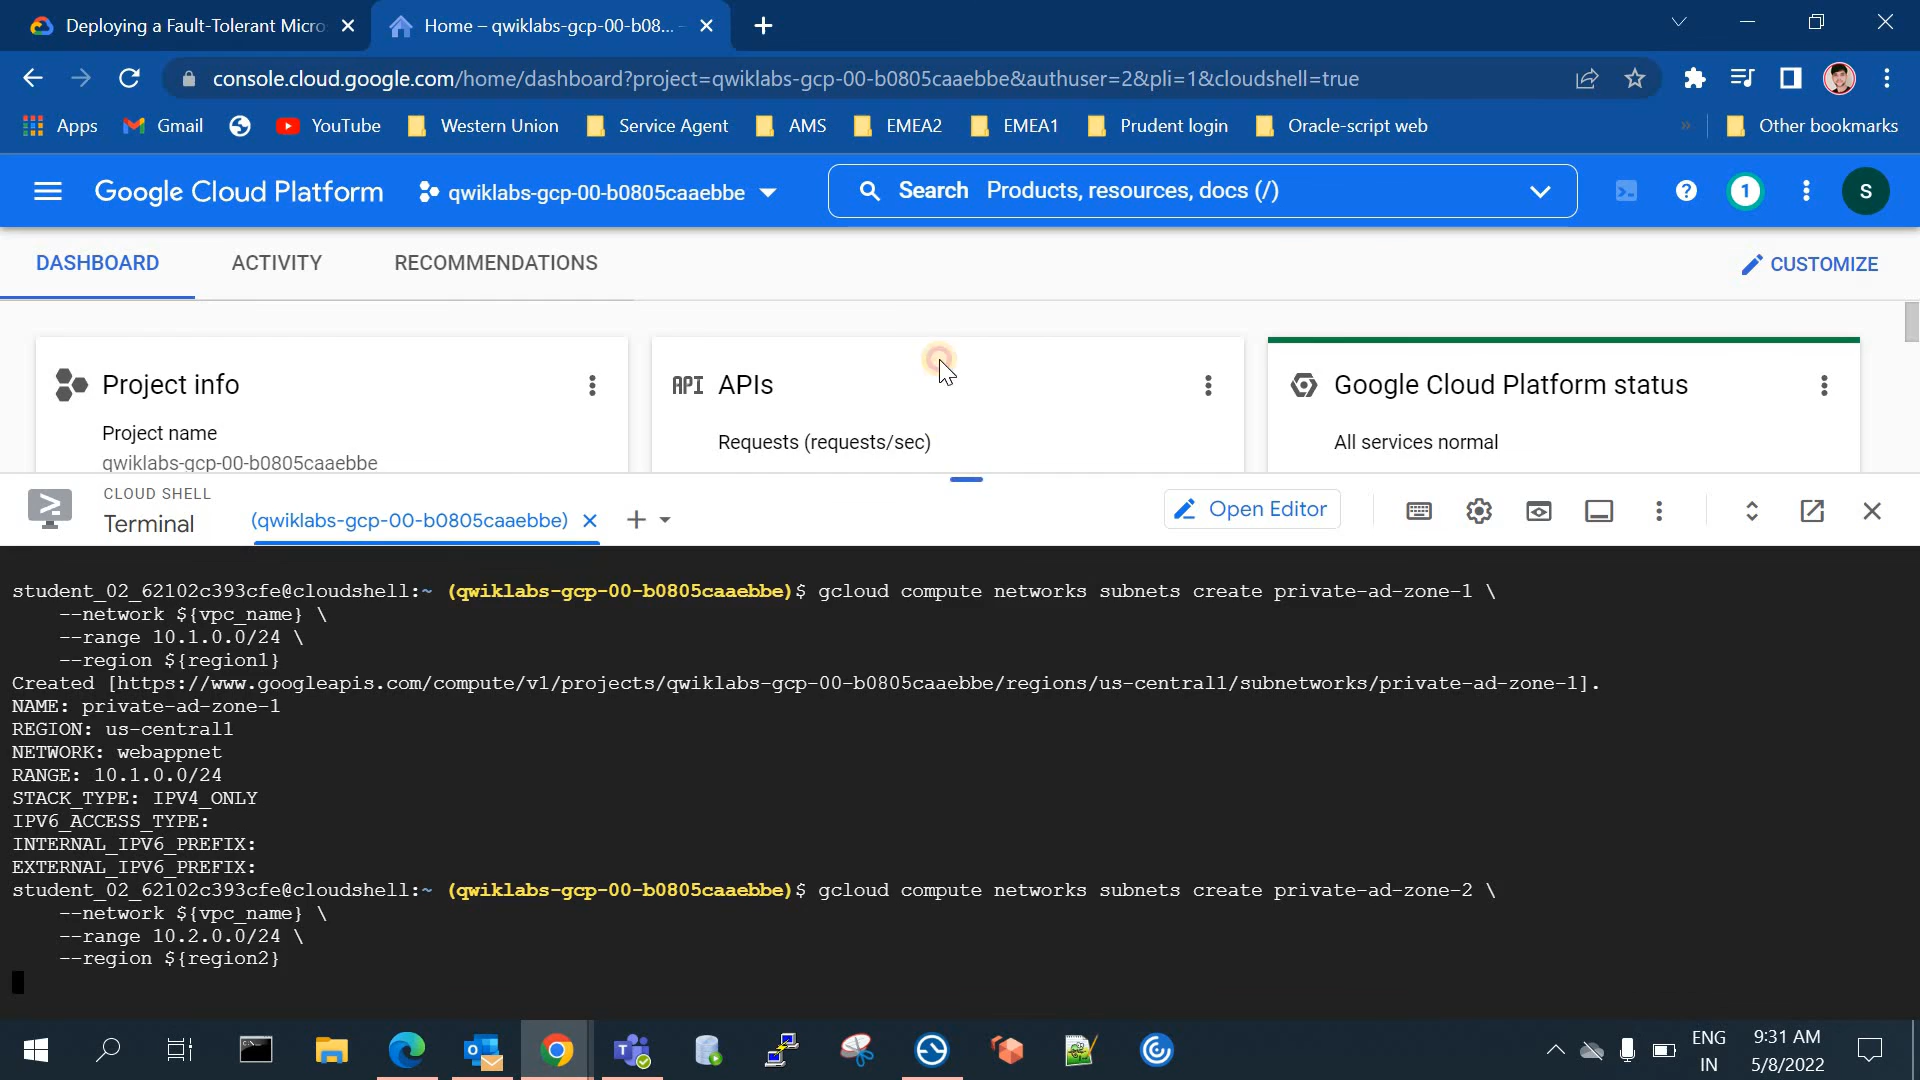 Deploying a Fault-Tolerant Micro
Home – qwiklabs-gcp-00-b08...
console.cloud.google.com/home/dashboard?project=qwiklabs-gcp-00-b0805caaebbe&authuser=2&pli=1&cloudshell=true
Apps Gmail YouTube Western Union Service Agent AMS EMEA2 EMEA1 Prudent login Oracle-script web » Other bookmarks
Google Cloud Platform qwiklabs-gcp-00-b0805caaebbe Search Products, resources, docs (/) 1 S
DASHBOARD ACTIVITY RECOMMENDATIONS CUSTOMIZE
Project info
Project name
qwiklabs-gcp-00-b0805caaebbe
API APIs
Requests (requests/sec)
Google Cloud Platform status
All services normal
CLOUD SHELL
Terminal (qwiklabs-gcp-00-b0805caaebbe) Open Editor
student_02_62102c393cfe@cloudshell:~ (qwiklabs-gcp-00-b0805caaebbe)$ gcloud compute networks subnets create private-ad-zone-1 \
--network ${vpc_name} \
--range 10.1.0.0/24 \
--region ${region1}
Created [https://www.googleapis.com/compute/v1/projects/qwiklabs-gcp-00-b0805caaebbe/regions/us-central1/subnetworks/private-ad-zone-1].
NAME: private-ad-zone-1
REGION: us-central1
NETWORK: webappnet
RANGE: 10.1.0.0/24
STACK_TYPE: IPV4_ONLY
IPV6_ACCESS_TYPE:
INTERNAL_IPV6_PREFIX:
EXTERNAL_IPV6_PREFIX:
student_02_62102c393cfe@cloudshell:~ (qwiklabs-gcp-00-b0805caaebbe)$ gcloud compute networks subnets create private-ad-zone-2 \
--network ${vpc_name} \
--range 10.2.0.0/24 \
--region ${region2}
ENG
IN
9:31 AM
5/8/2022